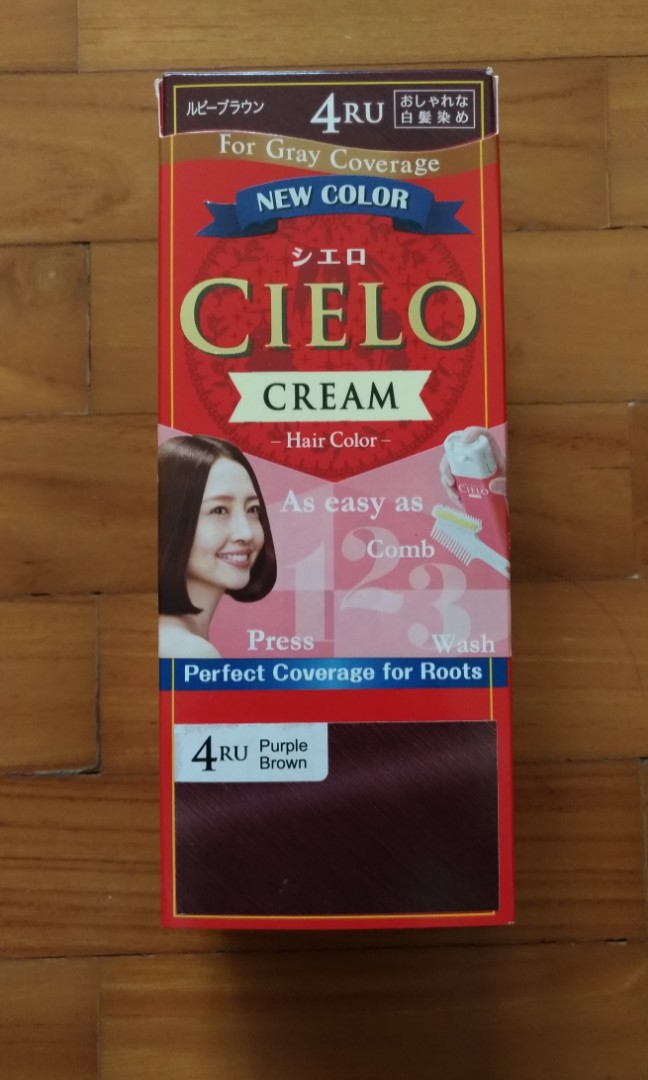 ルビーブラウン
4RU
おしゃれな
白髪染め
For Gray Coverage
NEW COLOR
シエロ
CIELO
CREAM
- Hair Color -
CIELO
As easy as
123
Comb
Press
Wash
Perfect Coverage for Roots
4RU Purple
Brown